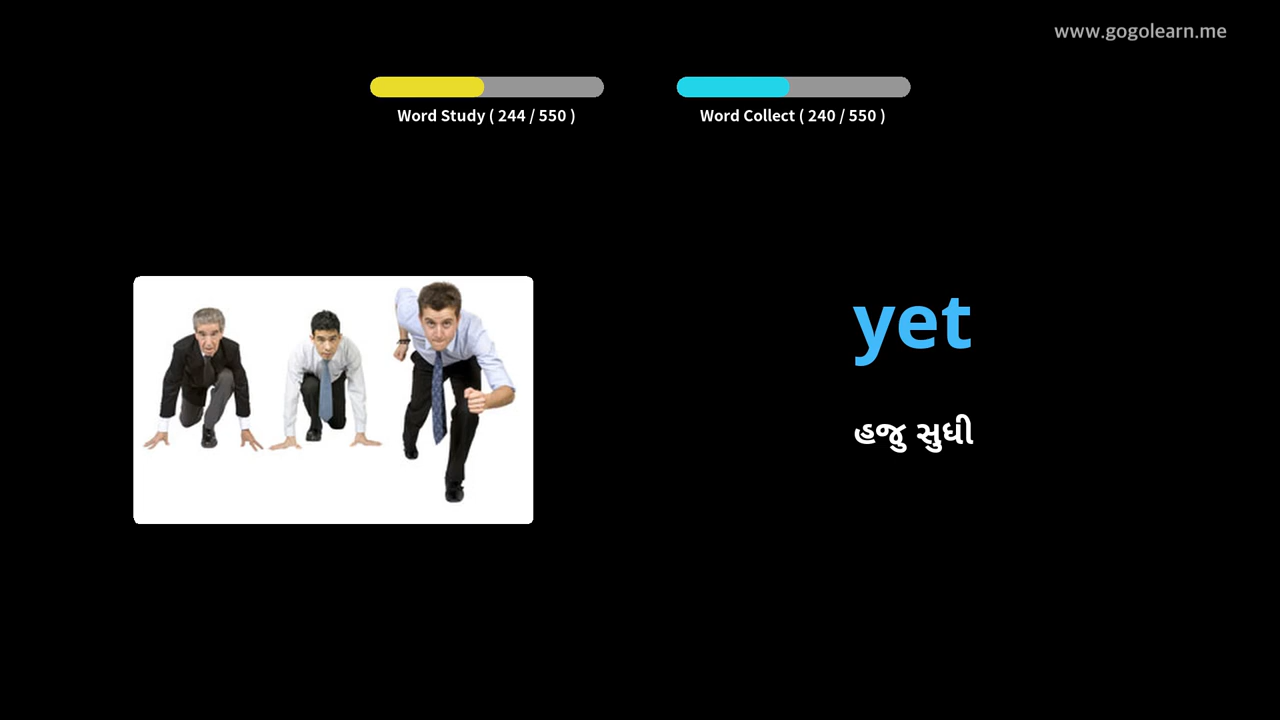 www.gogolearn.me
Word Study ( 244 / 550 )
Word Collect ( 240 / 550 )
yet
હજુ સુધી